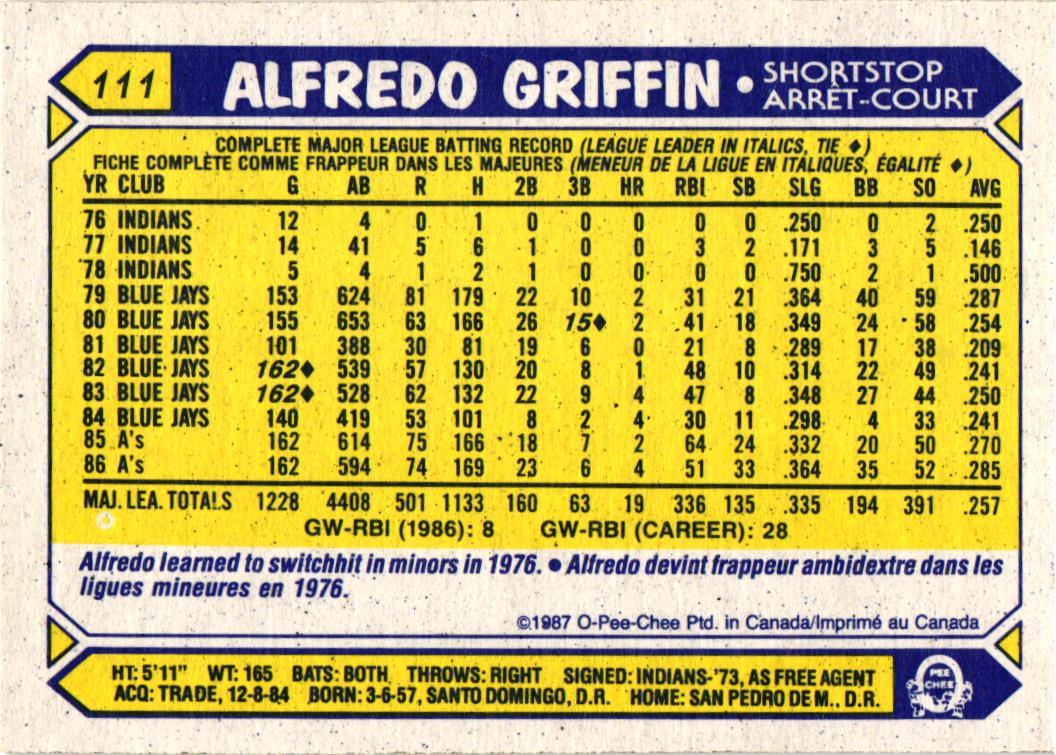 111 ALFREDO GRIFFIN • SHORTSTOP
ARRÊT-COURT
COMPLETE MAJOR LEAGUE BATTING RECORD (LEAGUE LEADER IN ITALICS, TIE ♦)
FICHE COMPLÈTE COMME FRAPPEUR DANS LES MAJEURES (MENEUR DE LA LIGUE EN ITALIQUES, ÉGALITÉ ♦)
YR CLUB G AB R H 2B 3B HR RBI SB SLG BB SO AVG
76 INDIANS 12 4 0 1 0 0 0 0 0 .250 0 2 .250
77 INDIANS 14 41 5 6 1 0 0 3 2 .171 3 5 .146
78 INDIANS 5 4 1 2 1 0 0 0 0 .750 2 1 .500
79 BLUE JAYS 153 624 81 179 22 10 2 31 21 .364 40 59 .287
80 BLUE JAYS 155 653 63 166 26 15♦ 2 41 18 .349 24 58 .254
81 BLUE JAYS 101 388 30 81 19 6 0 21 8 .289 17 38 .209
82 BLUE JAYS 162♦ 539 57 130 20 8 1 48 10 .314 22 49 .241
83 BLUE JAYS 162♦ 528 62 132 22 9 4 47 8 .348 27 44 .250
84 BLUE JAYS 140 419 53 101 8 2 4 30 11 .298 4 33 .241
85 A's 162 614 75 166 18 7 2 64 24 .332 20 50 .270
86 A's 162 594 74 169 23 6 4 51 33 .364 35 52 .285
MAJ. LEA. TOTALS 1228 4408 501 1133 160 63 19 336 135 .335 194 391 .257
GW-RBI (1986): 8 GW-RBI (CAREER): 28
Alfredo learned to switchhit in minors in 1976. • Alfredo devint frappeur ambidextre dans les
ligues mineures en 1976.
©1987 O-Pee-Chee Ptd. in Canada/Imprimé au Canada
HT: 5'11" WT: 165 BATS: BOTH THROWS: RIGHT SIGNED: INDIANS-'73, AS FREE AGENT
ACQ: TRADE, 12-8-84 BORN: 3-6-57, SANTO DOMINGO, D.R. HOME: SAN PEDRO DE M., D.R.
O
PEE
CHEE